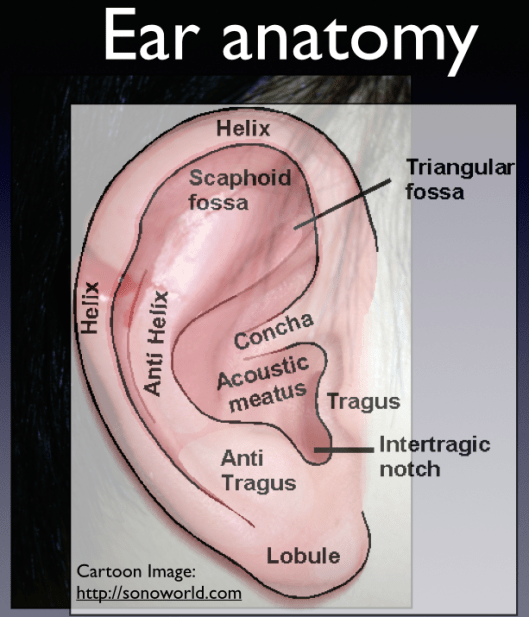 Ear anatomy
Helix
Scaphoid
fossa
Triangular
fossa
Helix
Anti Helix
Concha
Acoustic
meatus
Tragus
Intertragic
notch
Anti
Tragus
Lobule
Cartoon Image:
http://sonoworld.com